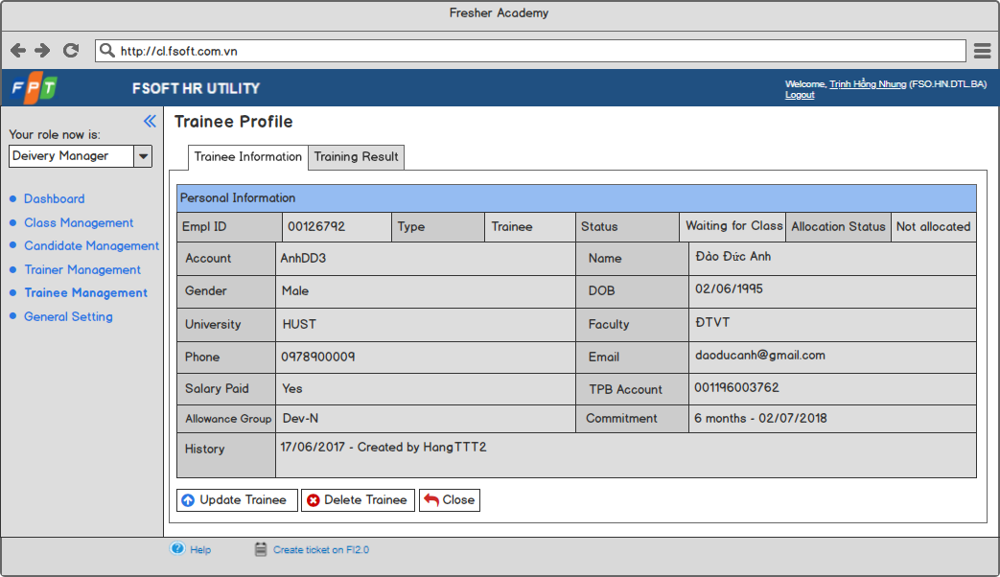 Fresher Academy
http://cl.fsoft.com.vn
FPT
FSOFT HR UTILITY
Welcome, Trịnh Hồng Nhung (FSO.HN.DTL.BA)
Logout
Your role now is:
Deivery Manager
Dashboard
Class Management
Candidate Management
Trainer Management
Trainee Management
General Setting
Trainee Profile
Trainee Information Training Result
Personal Information
Empl ID 00126792 Type Trainee Status Waiting for Class Allocation Status Not allocated
Account AnhDD3 Name Đào Đức Anh
Gender Male DOB 02/06/1995
University HUST Faculty ĐTVT
Phone 0978900009 Email daoducanh@gmail.com
Salary Paid Yes TPB Account 001196003762
Allowance Group Dev-N Commitment 6 months - 02/07/2018
History 17/06/2017 - Created by HangTTT2
Update Trainee Delete Trainee Close
? Help Create ticket on FI2.0